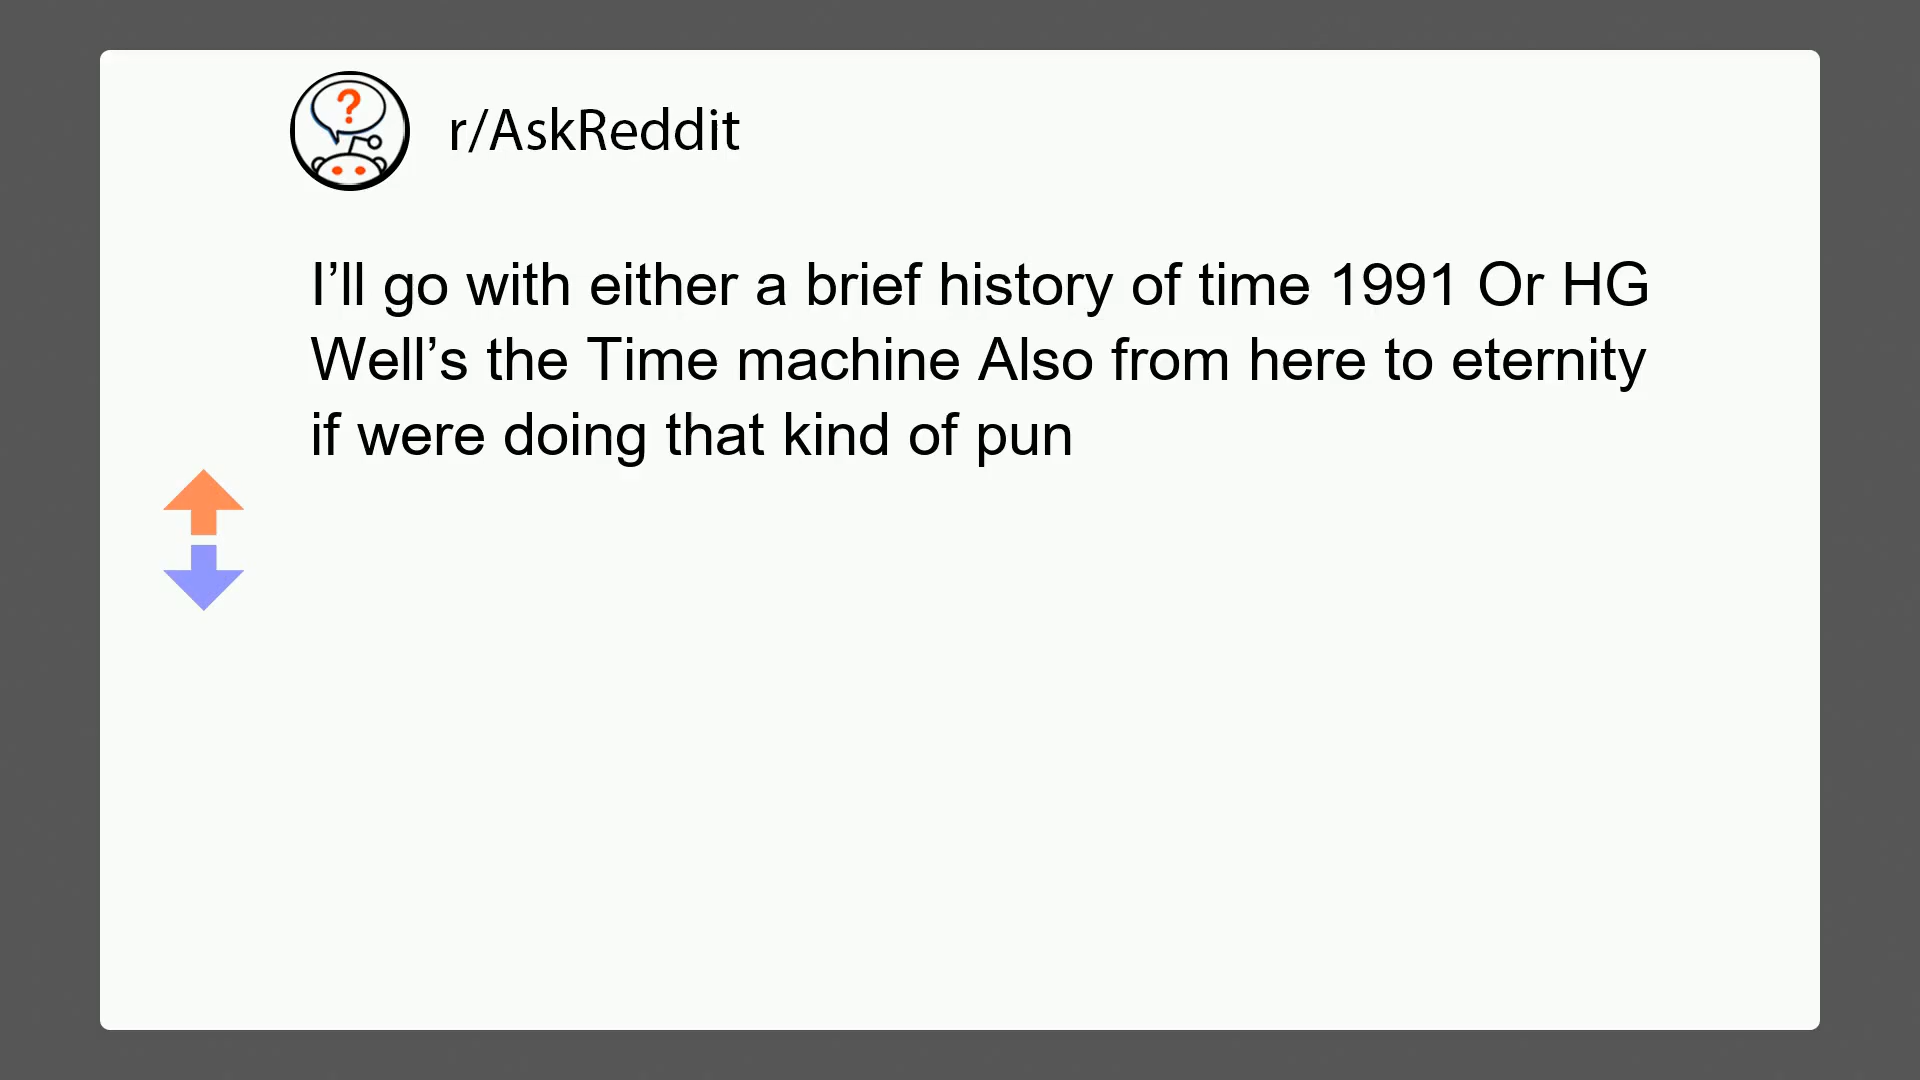 r/AskReddit
I’ll go with either a brief history of time 1991 Or HG
Well’s the Time machine Also from here to eternity
if were doing that kind of pun